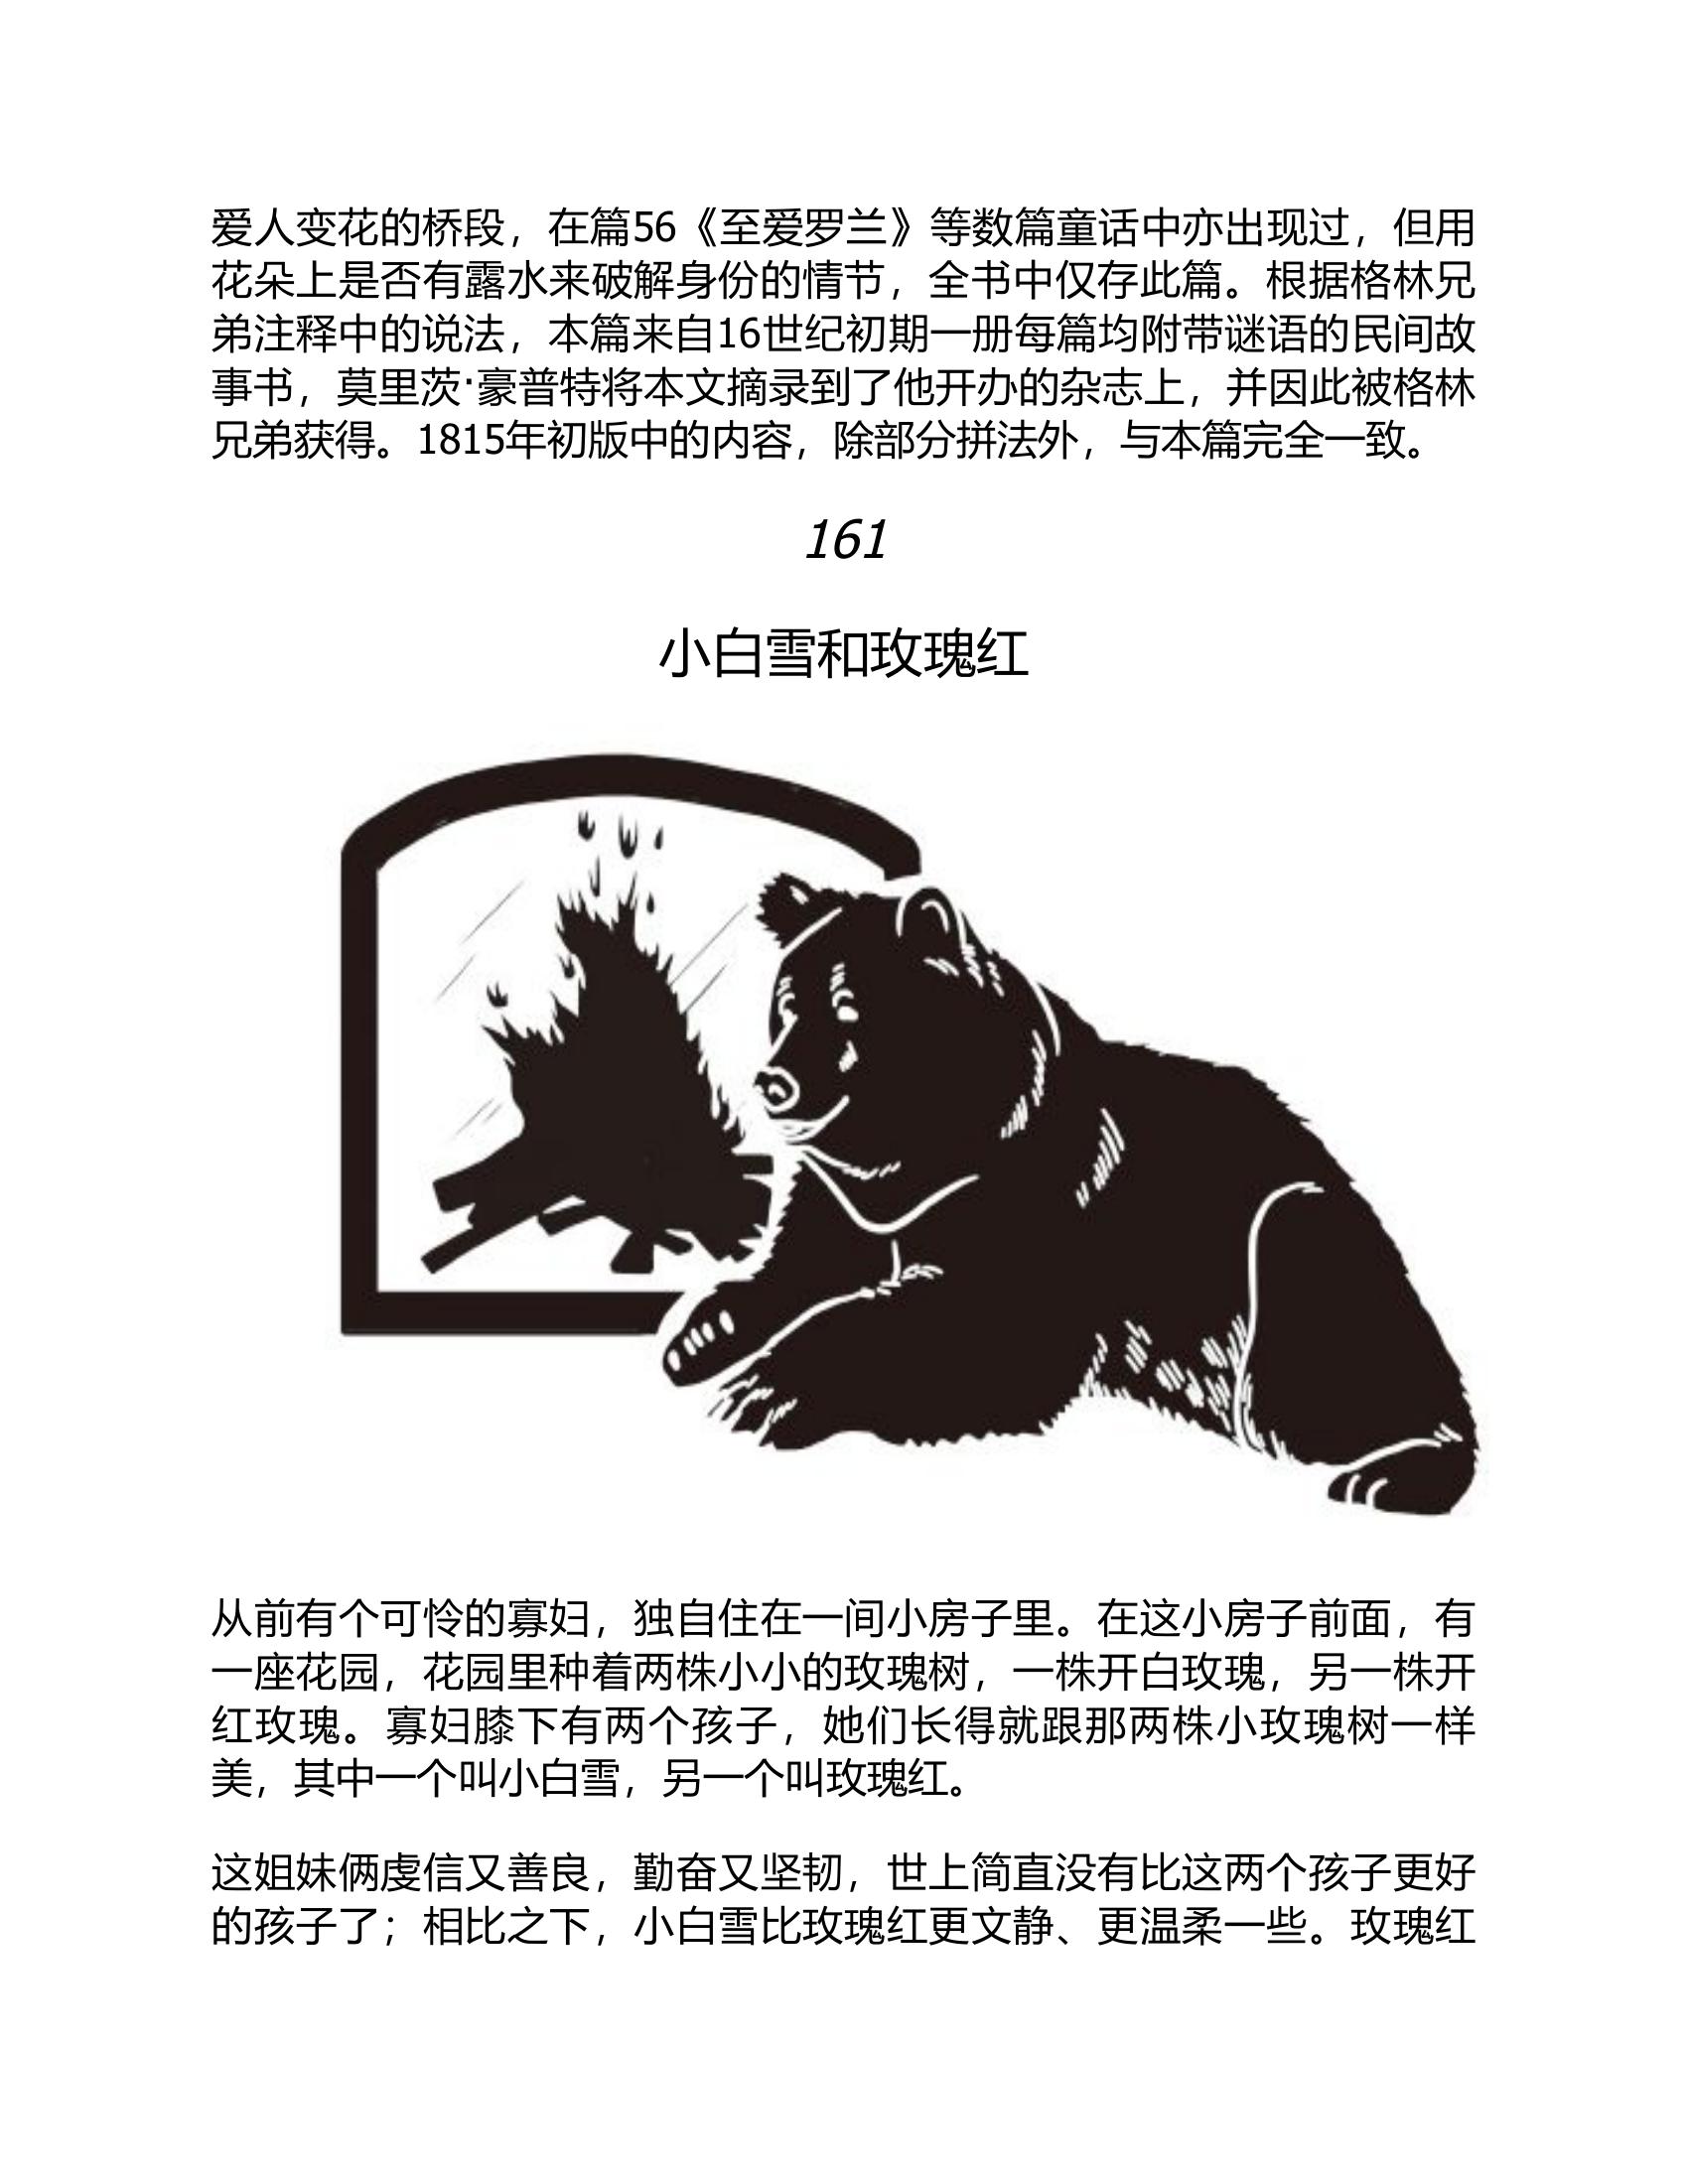 爱人变花的桥段，在篇56《至爱罗兰》等数篇童话中亦出现过，但用
花朵上是否有露水来破解身份的情节，全书中仅存此篇。根据格林兄
弟注释中的说法，本篇来自16世纪初期一册每篇均附带谜语的民间故
事书，莫里茨·豪普特将本文摘录到了他开办的杂志上，并因此被格林
兄弟获得。1815年初版中的内容，除部分拼法外，与本篇完全一致。
161
小白雪和玫瑰红
从前有个可怜的寡妇，独自住在一间小房子里。在这小房子前面，有
一座花园，花园里种着两株小小的玫瑰树，一株开白玫瑰，另一株开
红玫瑰。寡妇膝下有两个孩子，她们长得就跟那两株小玫瑰树一样
美，其中一个叫小白雪，另一个叫玫瑰红。
这姐妹俩虔信又善良，勤奋又坚韧，世上简直没有比这两个孩子更好
的孩子了；相比之下，小白雪比玫瑰红更文静、更温柔一些。玫瑰红